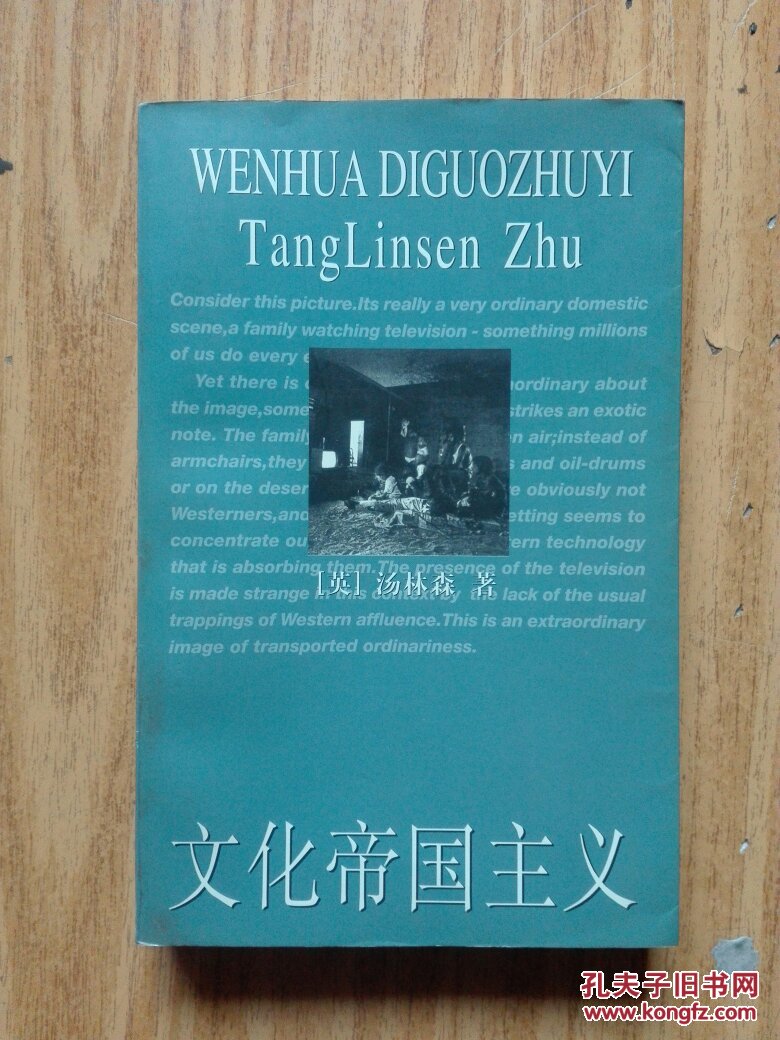 WENHUA DIGUOZHUYI
TangLinsen Zhu
Consider this picture.Its really a very ordinary domestic
scene,a family watching television - something millions
of us do every
Yet there is ordinary about
the image,some strikes an exotic
note. The family air;instead of
armchairs,they and oil-drums
or on the deser obviously not
Westerners,and etting seems to
concentrate ern technology
that is absorbing them.The presence of the television
is made strange in this context by the lack of the usual
trappings of Western affluence.This is an extraordinary
image of transported ordinariness.
[英] 汤林森 著
文化帝国主义
孔夫子旧书网
www.kongfz.com